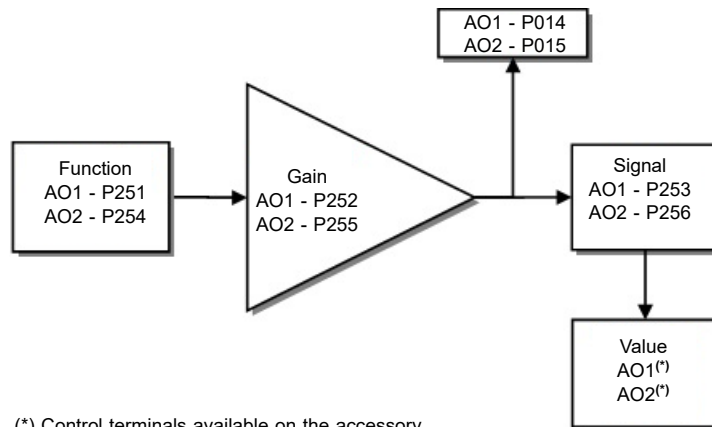 AO1 - P014
AO2 - P015
Function
AO1 - P251
AO2 - P254
Gain
AO1 - P252
AO2 - P255
Signal
AO1 - P253
AO2 - P256
Value
AO1(*)
AO2(*)
(*) Control terminals available on the accessory